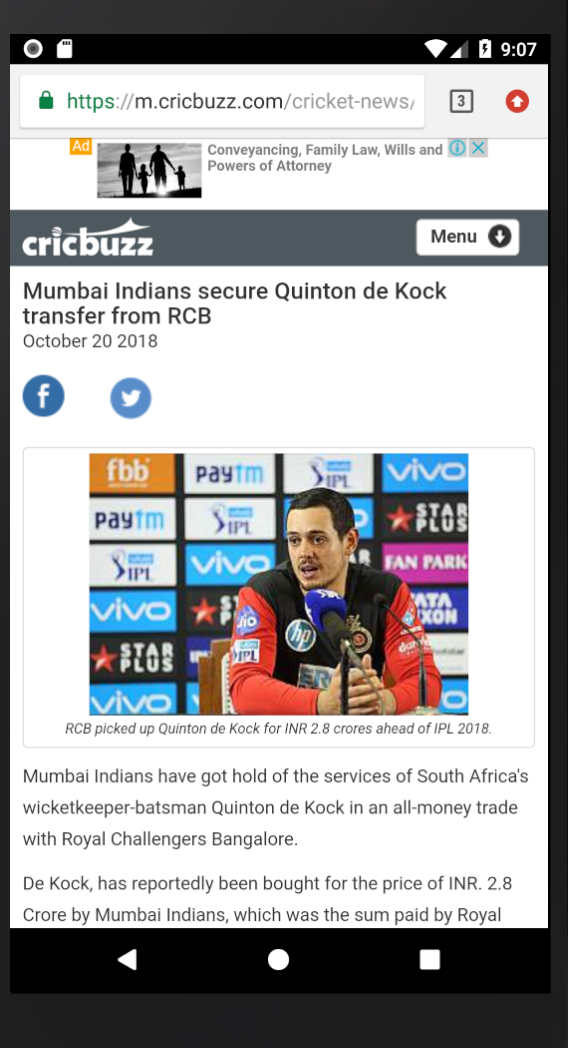 9:07
https://m.cricbuzz.com/cricket-news/
3
Ad
Conveyancing, Family Law, Wills and
Powers of Attorney
cricbuzz
Menu
Mumbai Indians secure Quinton de Kock
transfer from RCB
October 20 2018
f
fbb paytm IPL vivo
paytm IPL STAR PLUS
IPL vivo FAN PARK
vivo TATA
STAR PLUS IPL
vivo
Jio
hp
IPL
RCB picked up Quinton de Kock for INR 2.8 crores ahead of IPL 2018.
Mumbai Indians have got hold of the services of South Africa's
wicketkeeper-batsman Quinton de Kock in an all-money trade
with Royal Challengers Bangalore.
De Kock, has reportedly been bought for the price of INR. 2.8
Crore by Mumbai Indians, which was the sum paid by Royal